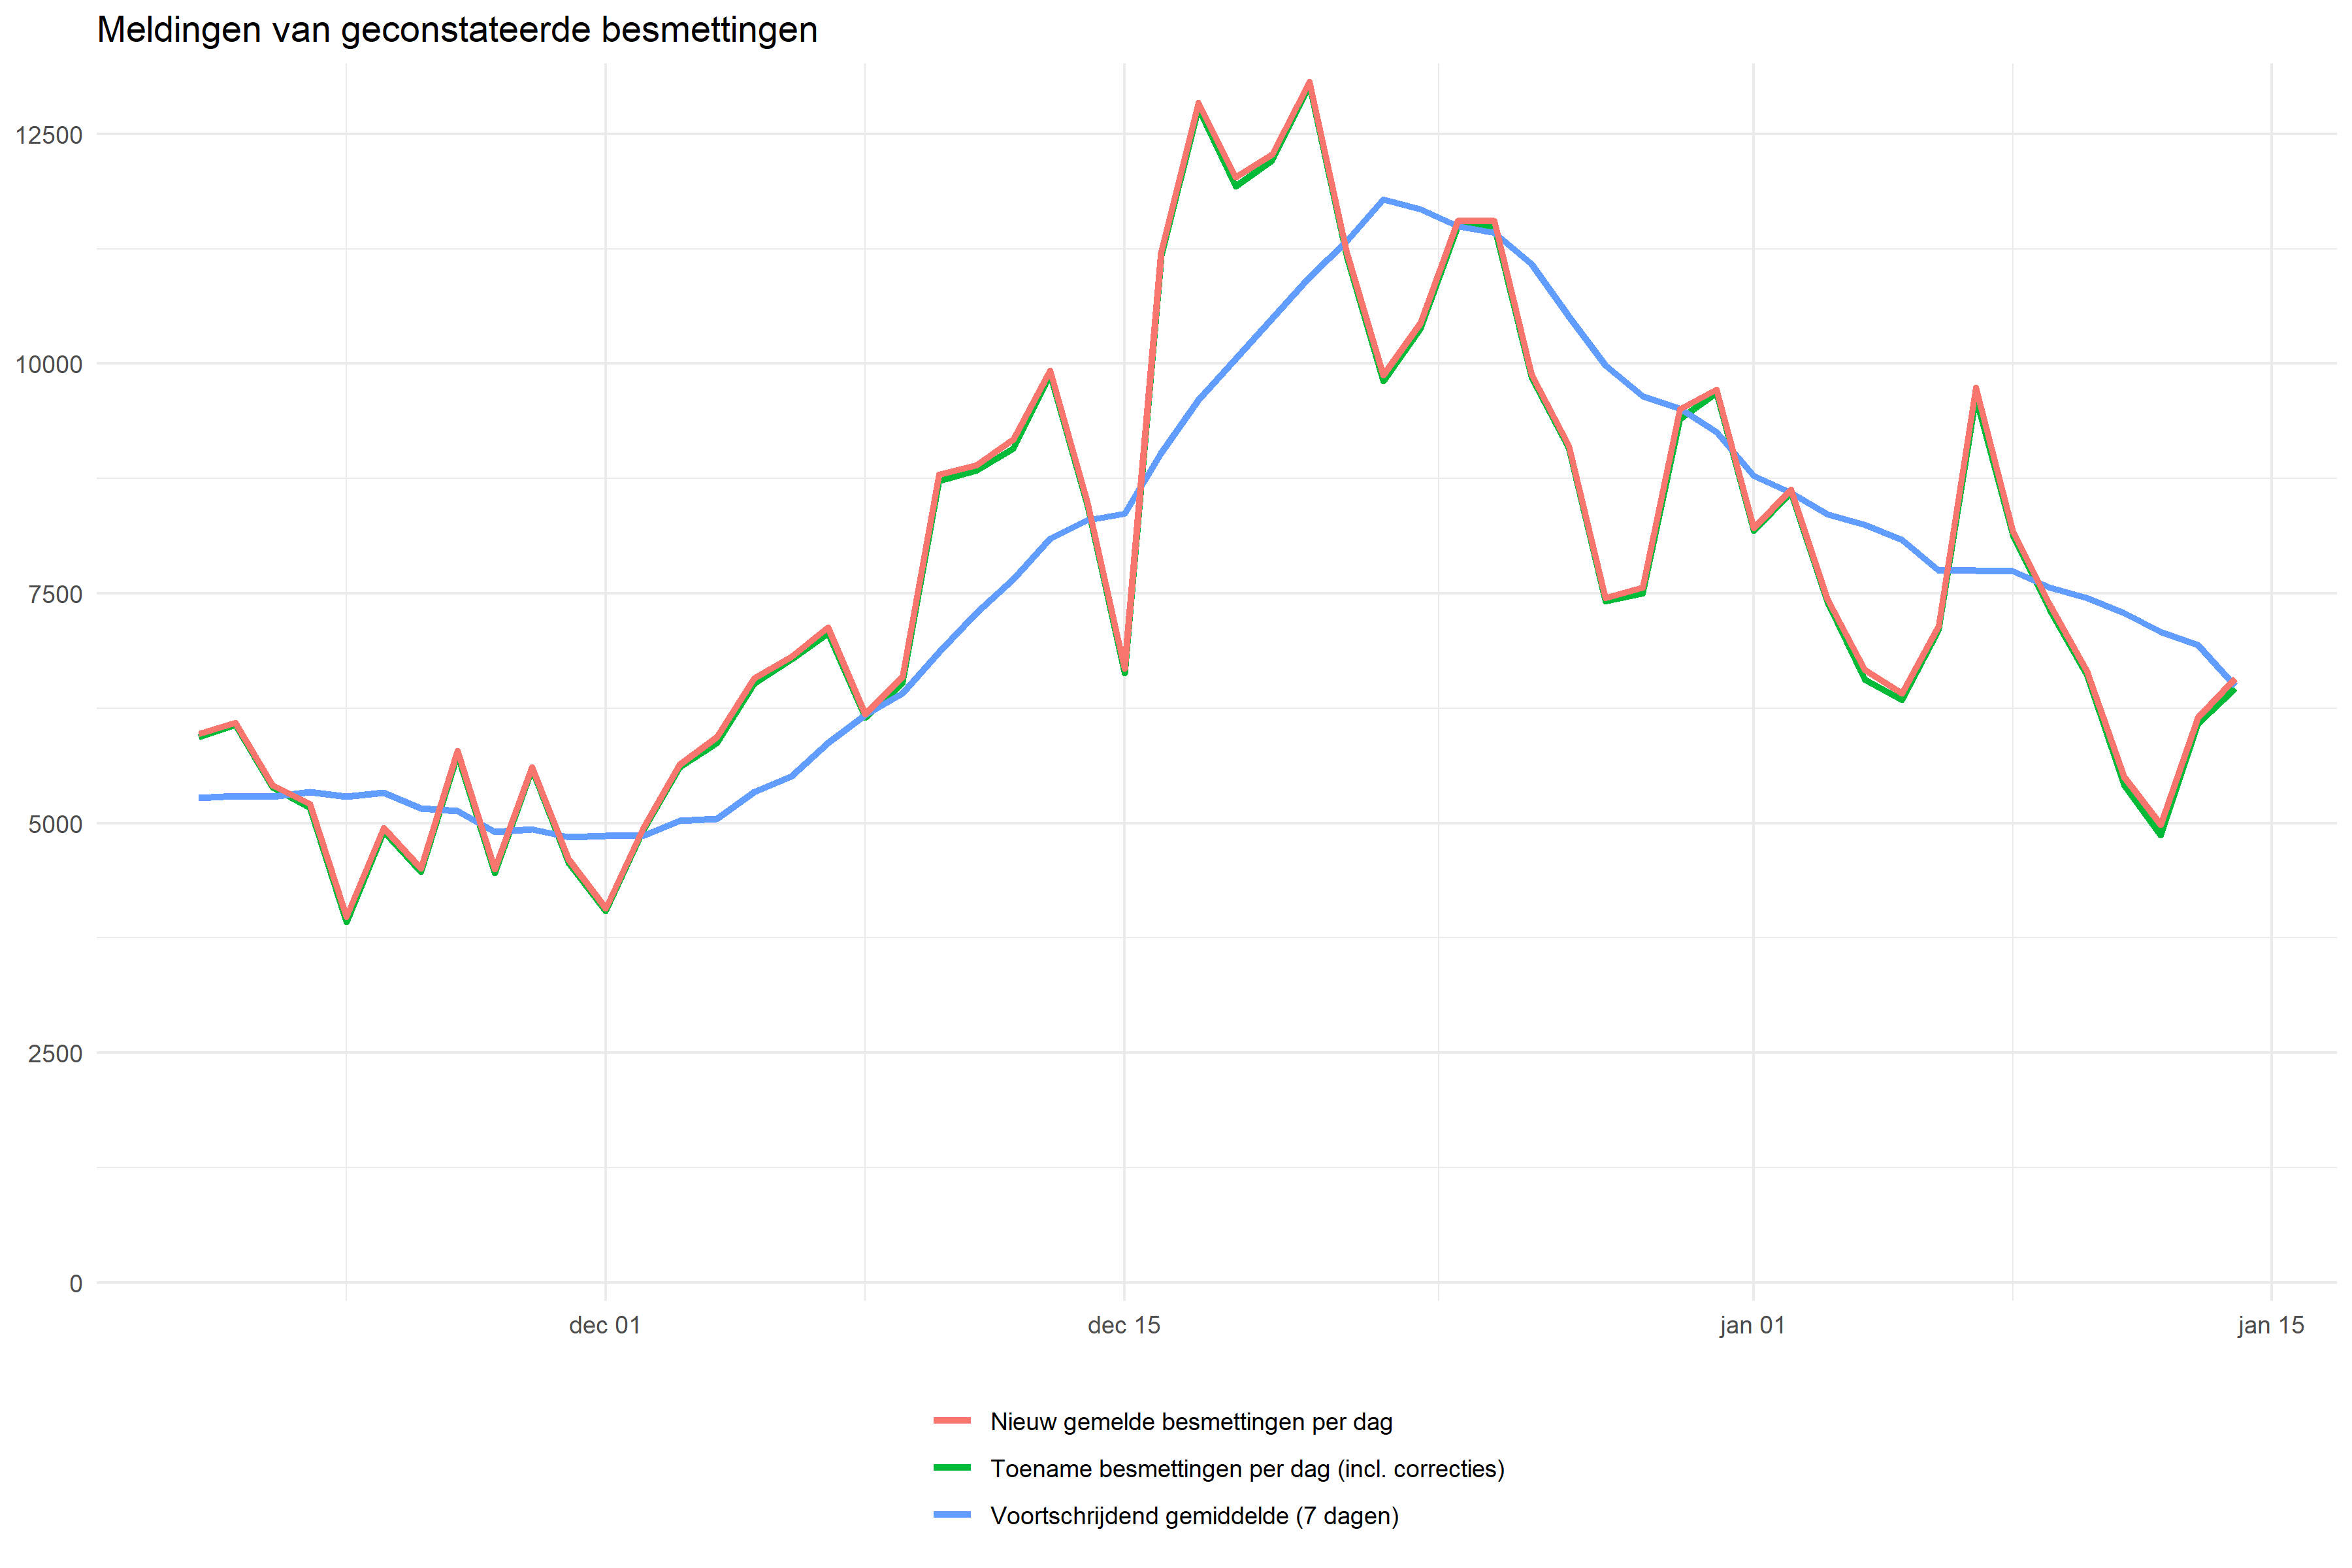 Meldingen van geconstateerde besmettingen
12500
10000
7500
5000
2500
0
dec 01
dec 15
jan 01
jan 15
Nieuw gemelde besmettingen per dag
Toename besmettingen per dag (incl. correcties)
Voortschrijdend gemiddelde (7 dagen)